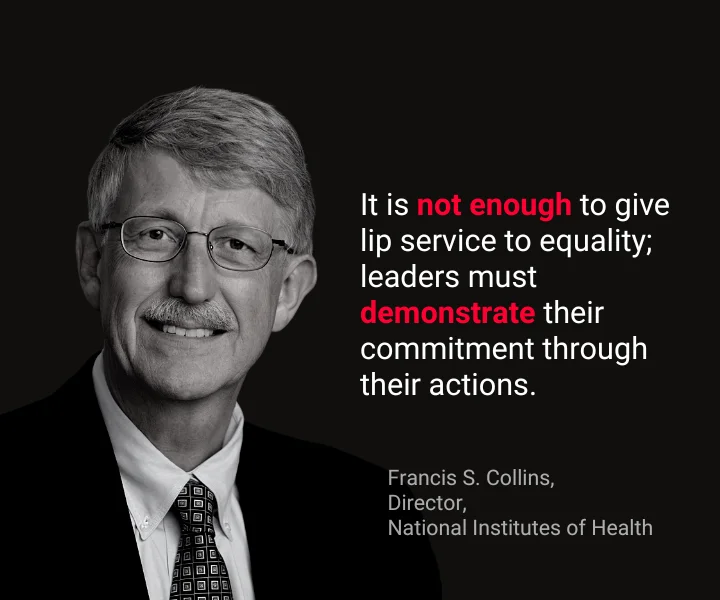 It is not enough to give
lip service to equality;
leaders must
demonstrate their
commitment through
their actions.
Francis S. Collins,
Director,
National Institutes of Health